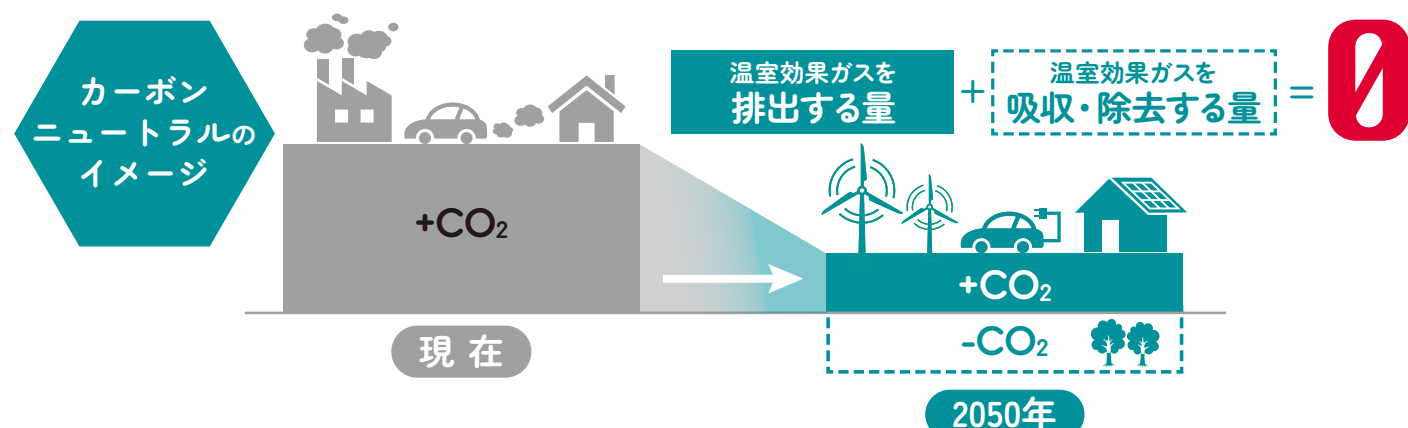 カーボン
ニュートラルの
イメージ
温室効果ガスを
排出する量
+
温室効果ガスを
吸収・除去する量
=
0
+CO₂
現在
+CO₂
-CO₂
2050年